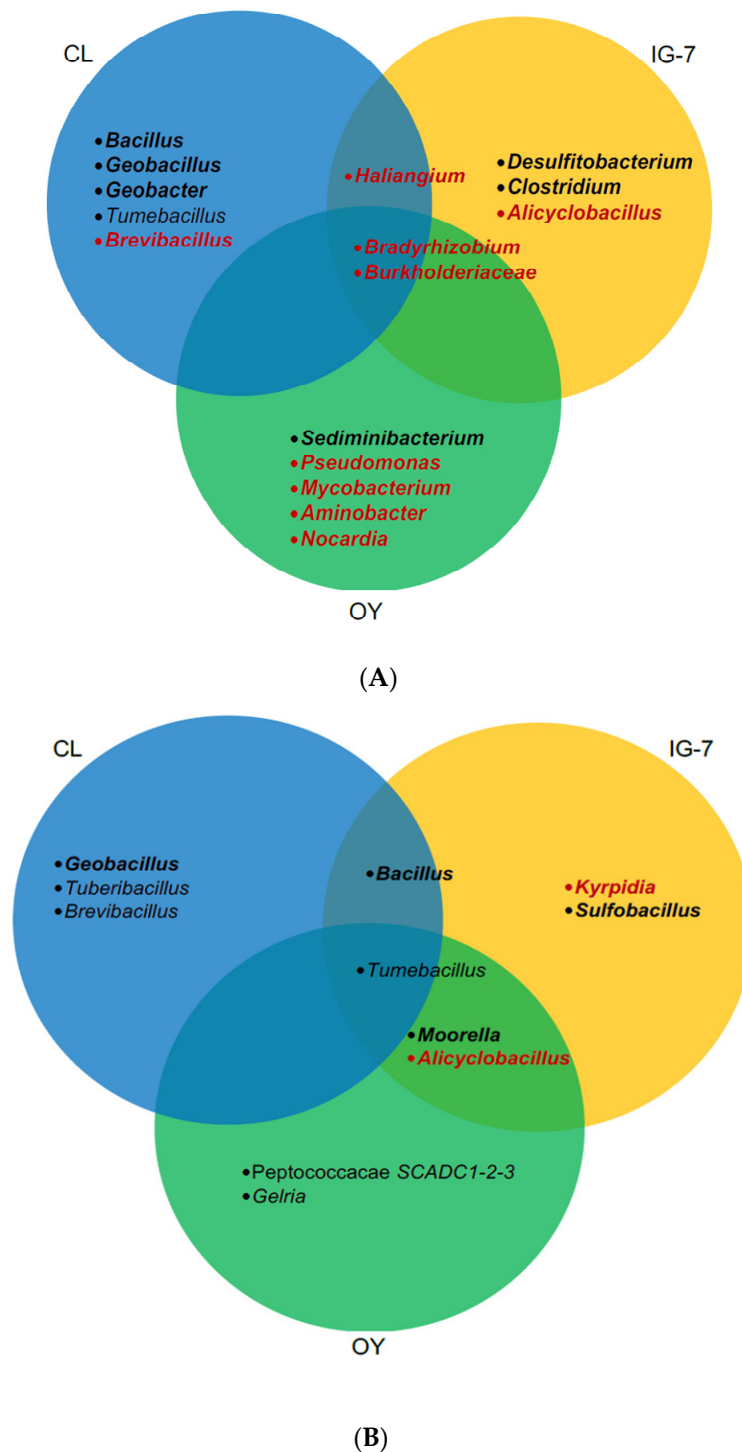 CL
IG-7
•Bacillus
•Geobacillus
•Geobacter
•Tumebacillus
•Brevibacillus
•Haliangium
•Desulfitobacterium
•Clostridium
•Alicyclobacillus
•Bradyrhizobium
•Burkholderiaceae
•Sediminibacterium
•Pseudomonas
•Mycobacterium
•Aminobacter
•Nocardia
OY
(A)
CL
IG-7
•Geobacillus
•Tuberibacillus
•Brevibacillus
•Bacillus
•Kyrpidia
•Sulfobacillus
•Tumebacillus
•Moorella
•Alicyclobacillus
•Peptococcacae SCADC1-2-3
•Gelria
OY
(B)